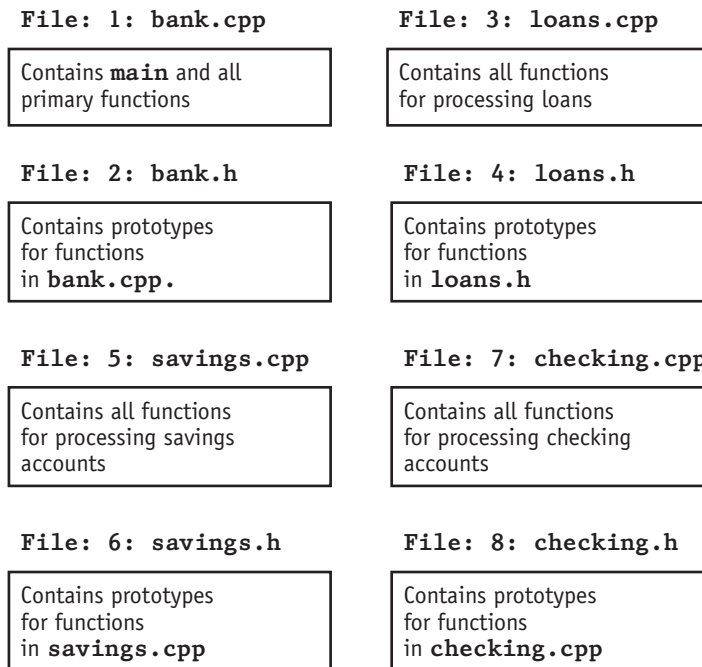 File: 1: bank.cpp
Contains main and all
primary functions
File: 3: loans.cpp
Contains all functions
for processing loans
File: 2: bank.h
Contains prototypes
for functions
in bank.cpp.
File: 4: loans.h
Contains prototypes
for functions
in loans.h
File: 5: savings.cpp
Contains all functions
for processing savings
accounts
File: 7: checking.cpp
Contains all functions
for processing checking
accounts
File: 6: savings.h
Contains prototypes
for functions
in savings.cpp
File: 8: checking.h
Contains prototypes
for functions
in checking.cpp